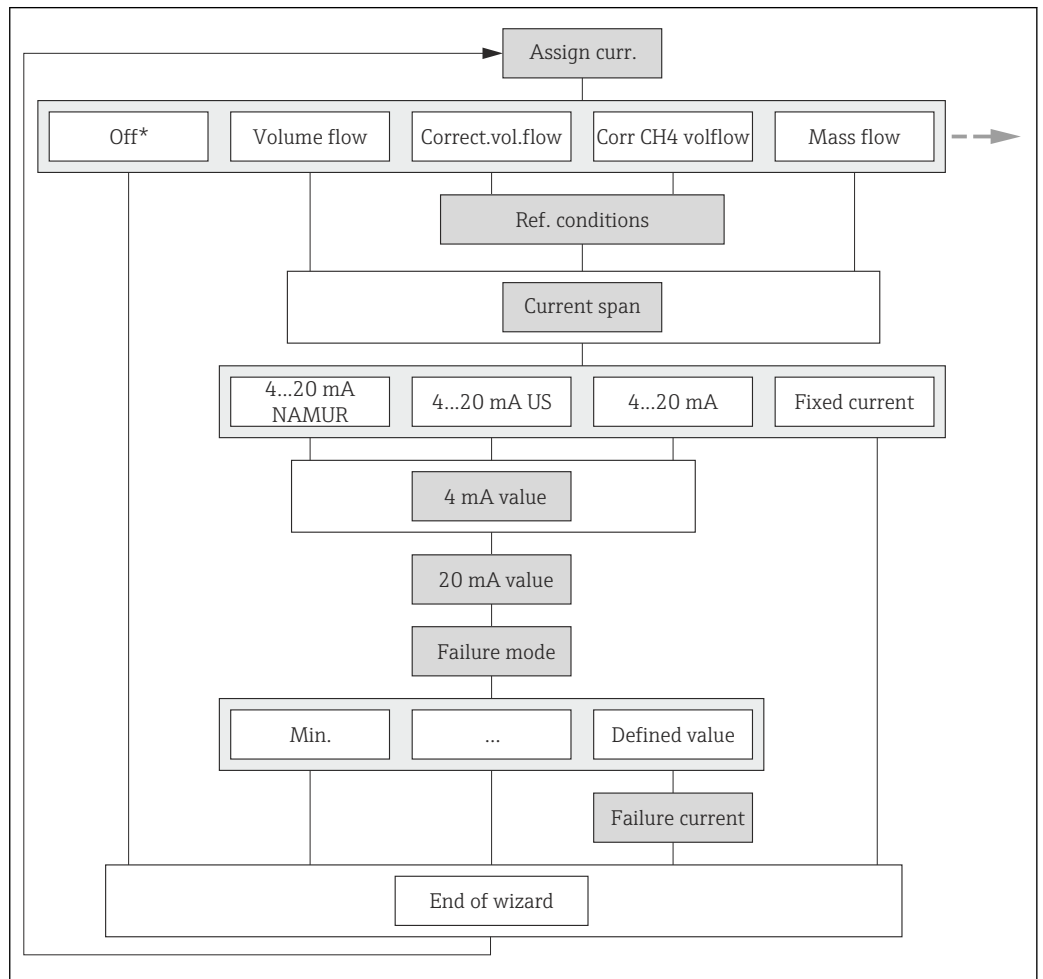 Assign curr.
Off*
Volume flow
Correct.vol.flow
Corr CH4 volflow
Mass flow
Ref. conditions
Current span
4...20 mA
NAMUR
4...20 mA US
4...20 mA
Fixed current
4 mA value
20 mA value
Failure mode
Min.
...
Defined value
Failure current
End of wizard